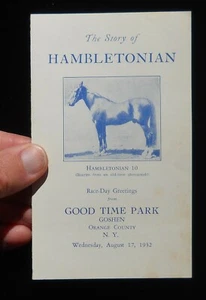 The Story of
HAMBLETONIAN
HAMBLETONIAN 10
Race-Day Greetings
from
GOOD TIME PARK
GOSHEN
ORANGE COUNTY
N. Y.
Wednesday, August 17, 1932